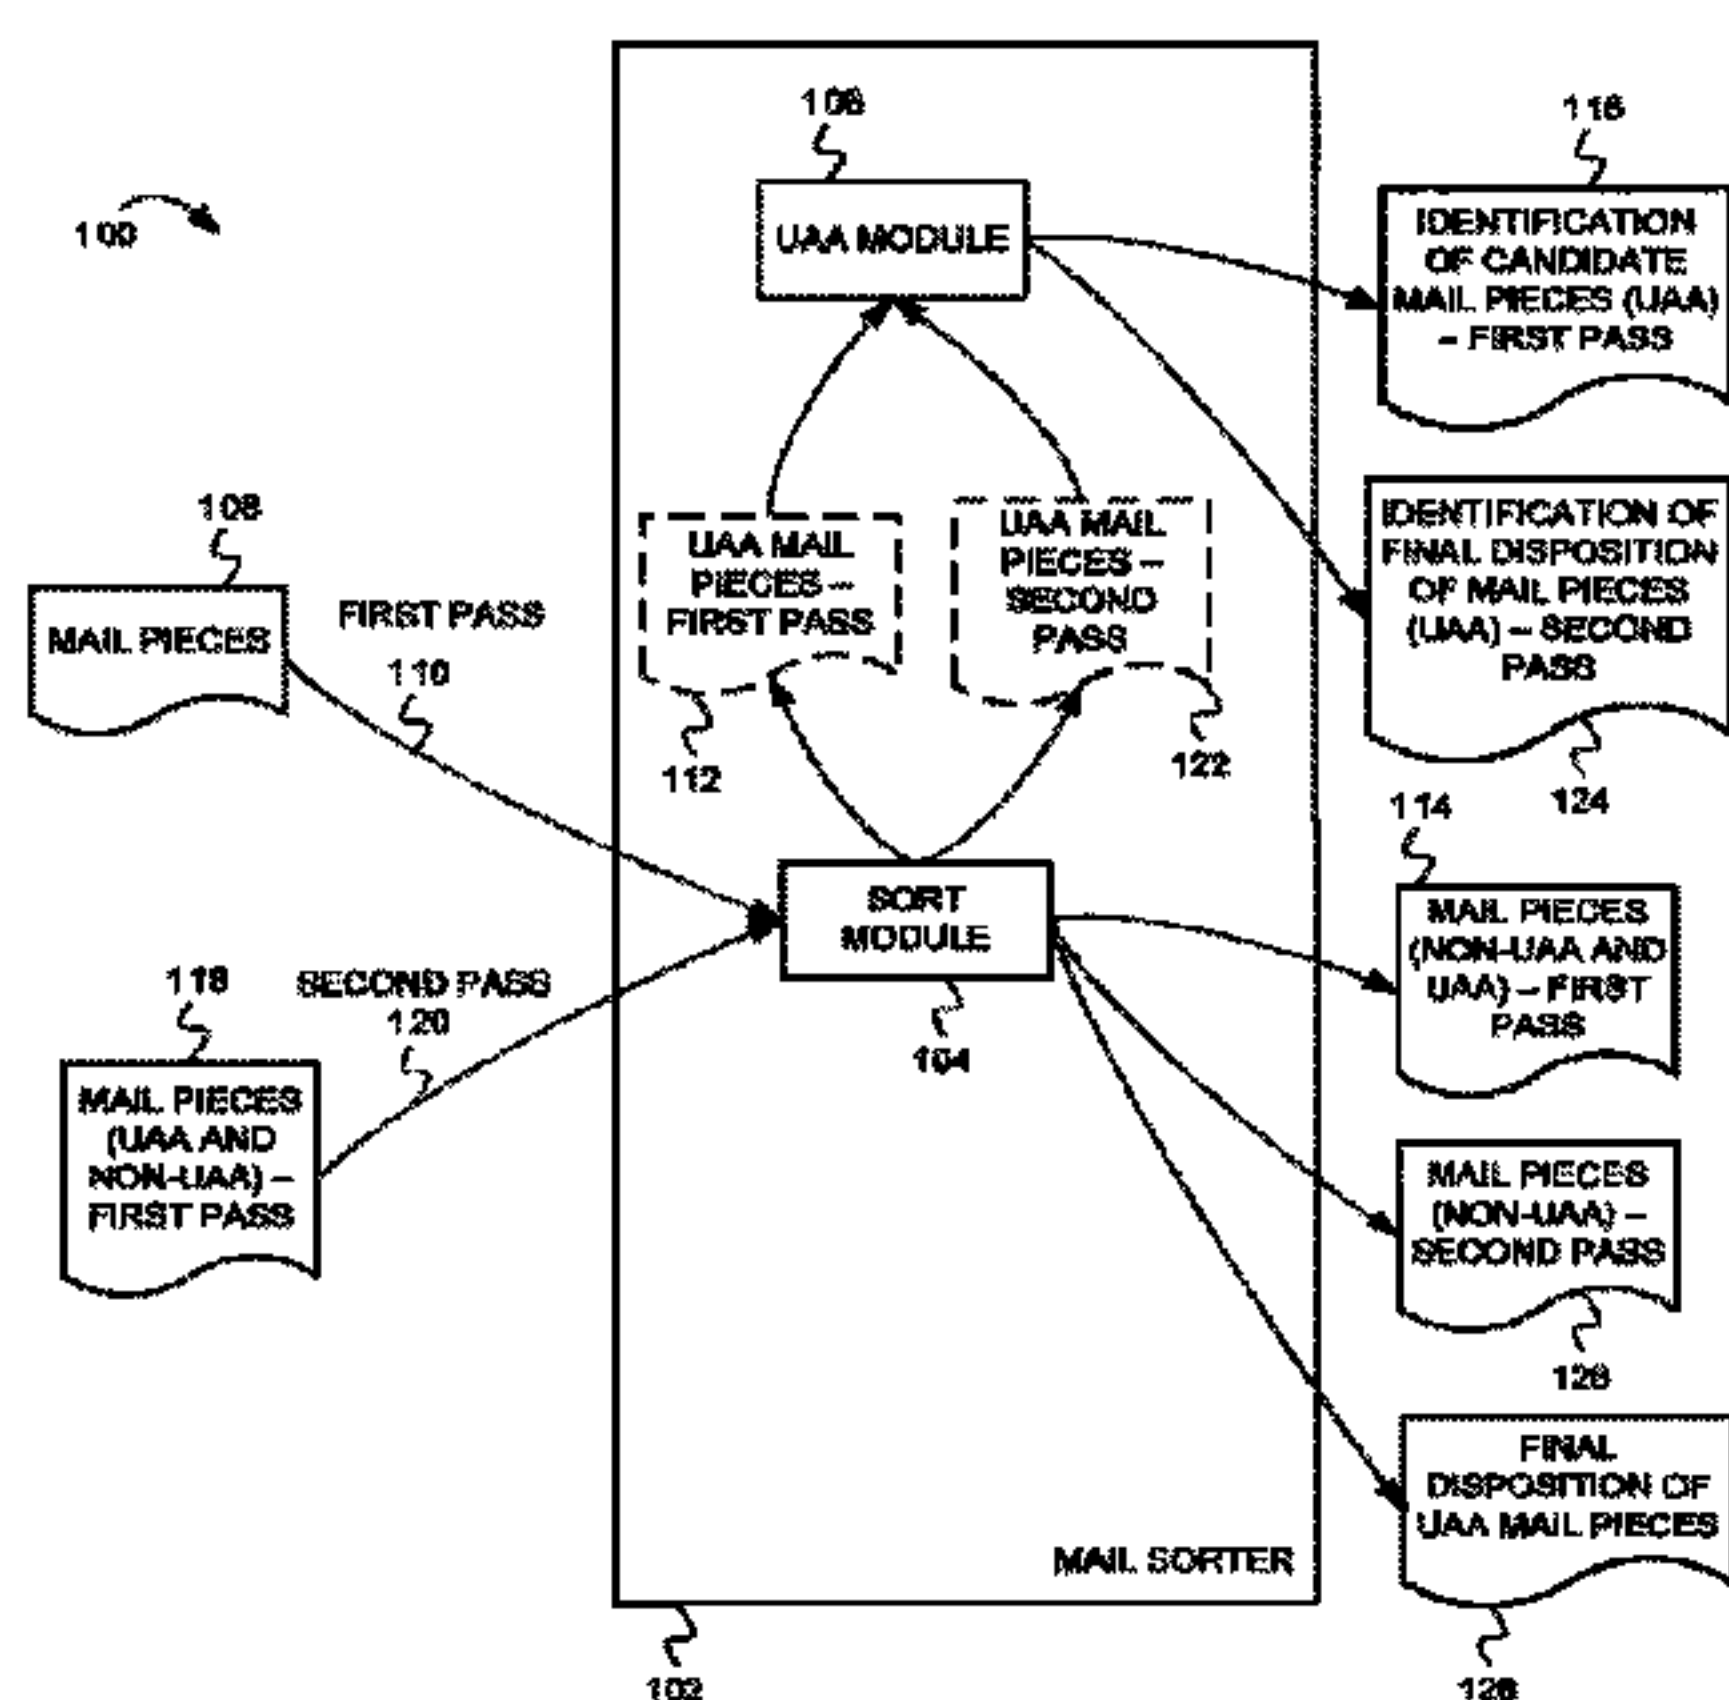 100
106
UAA MODULE
116
IDENTIFICATION
OF CANDIDATE
MAIL PIECES (UAA)
– FIRST PASS
108
MAIL PIECES
FIRST PASS
110
UAA MAIL
PIECES –
FIRST PASS
112
UAA MAIL
PIECES –
SECOND
PASS
122
IDENTIFICATION OF
FINAL DISPOSITION
OF MAIL PIECES
(UAA) – SECOND
PASS
124
114
MAIL PIECES
(NON-UAA AND
UAA) – FIRST
PASS
SORT
MODULE
104
118
SECOND PASS
120
MAIL PIECES
(UAA AND
NON-UAA) –
FIRST PASS
MAIL PIECES
(NON-UAA) –
SECOND PASS
FINAL
DISPOSITION OF
UAA MAIL PIECES
MAIL SORTER
102